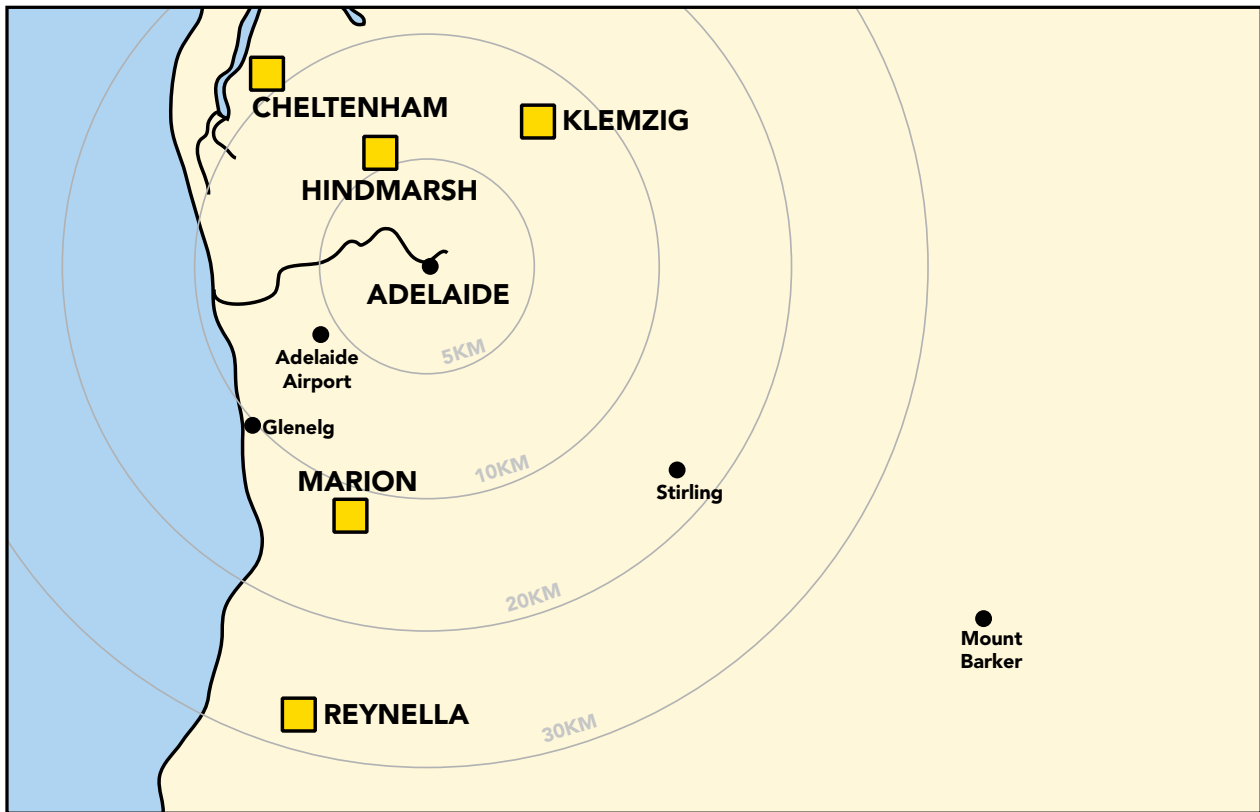 CHELTENHAM
KLEMZIG
HINDMARSH
ADELAIDE
5KM
Adelaide
Airport
Glenelg
10KM
MARION
Stirling
20KM
Mount
Barker
REYNELLA
30KM